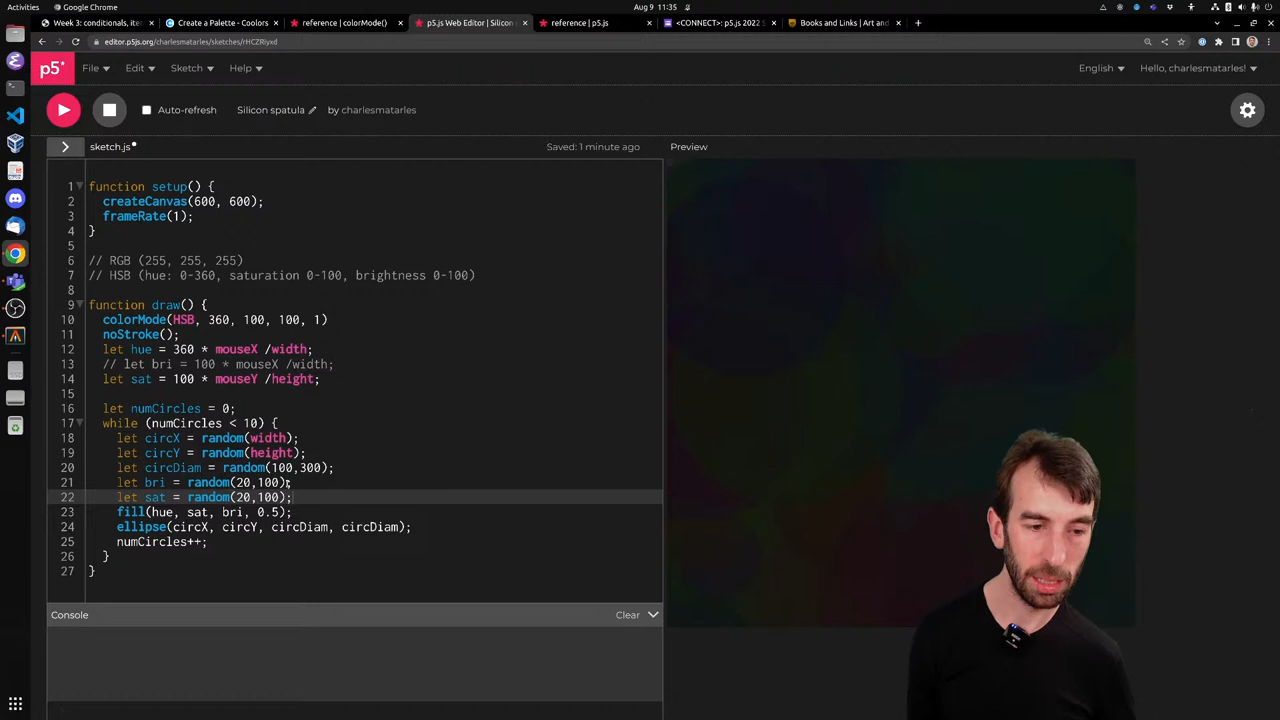 Activities
Google Chrome
Aug 9 11:35
Week 3: conditionals, iter
Create a Palette - Coolors
reference | colorMode()
p5.js Web Editor | Silicon
reference | p5.js
<CONNECT>: p5.js 2022
Books and Links | Art and
editor.p5js.org/charlesmatarles/sketches/rHCZRiyxd
p5* File Edit Sketch Help English Hello, charlesmatarles!
Auto-refresh Silicon spatula by charlesmatarles
sketch.js Saved: 1 minute ago Preview
1 function setup() {
2 createCanvas(600, 600);
3 frameRate(1);
4 }
5
6 // RGB (255, 255, 255)
7 // HSB (hue: 0-360, saturation 0-100, brightness 0-100)
8
9 function draw() {
10 colorMode(HSB, 360, 100, 100, 1)
11 noStroke();
12 let hue = 360 * mouseX /width;
13 // let bri = 100 * mouseX /width;
14 let sat = 100 * mouseY /height;
15
16 let numCircles = 0;
17 while (numCircles < 10) {
18 let circX = random(width);
19 let circY = random(height);
20 let circDiam = random(100,300);
21 let bri = random(20,100);
22 let sat = random(20,100);
23 fill(hue, sat, bri, 0.5);
24 ellipse(circX, circY, circDiam, circDiam);
25 numCircles++;
26 }
27 }
Console Clear